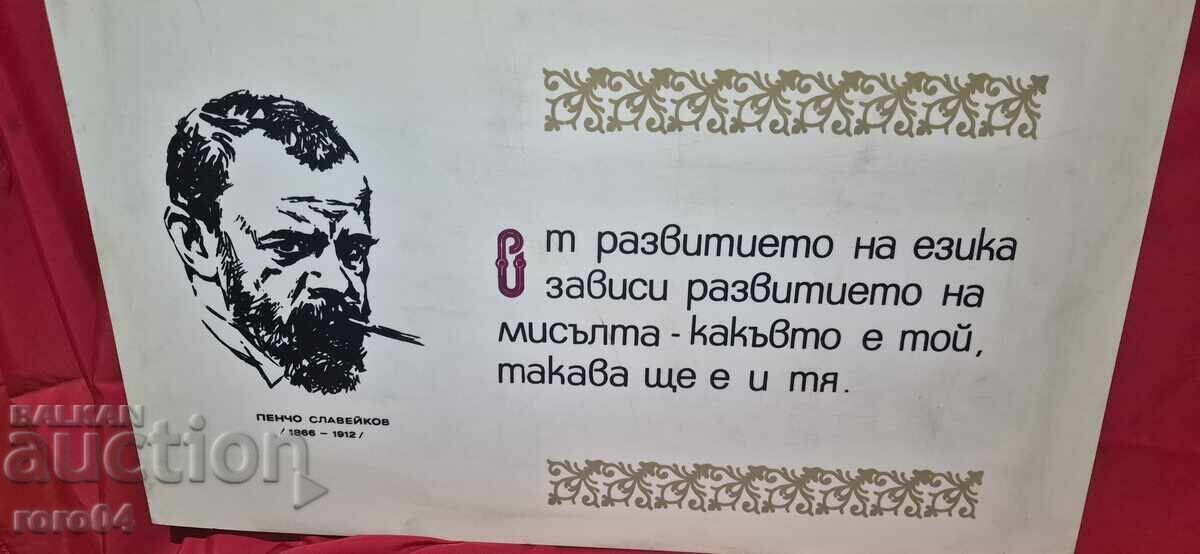 От развитието на езика
зависи развитието на
мисълта - какъвто е той,
такава ще е и тя.
ПЕНЧО СЛАВЕЙКОВ
/ 1866 - 1912 /
BALKAN
auction
roro04